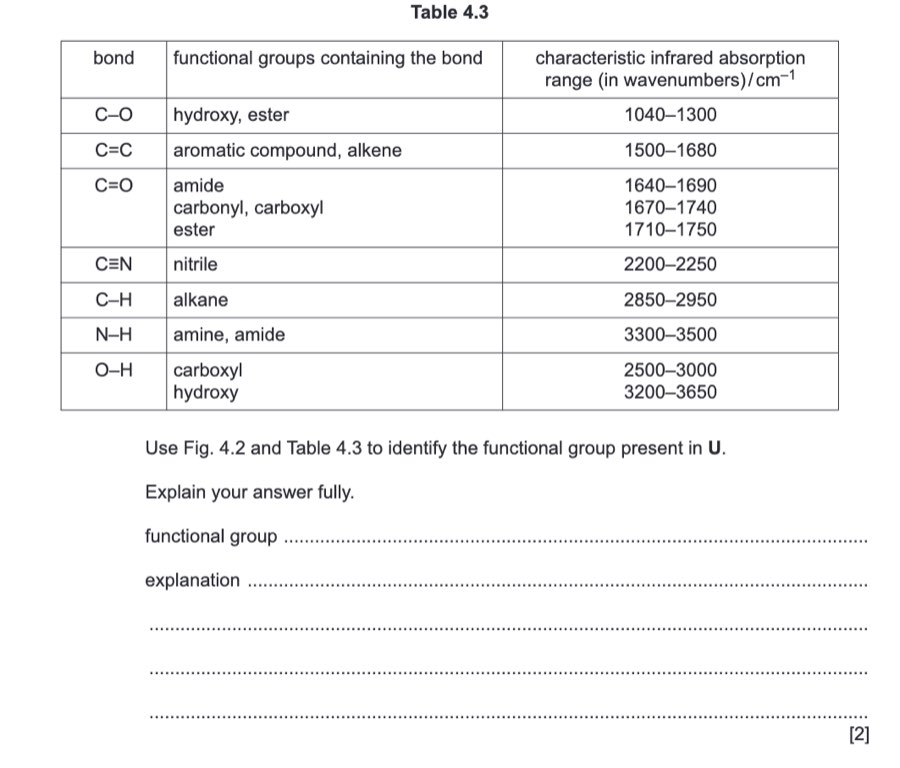 Table 4.3
bond functional groups containing the bond characteristic infrared absorption
range (in wavenumbers)/cm⁻¹
C–O hydroxy, ester 1040–1300
C=C aromatic compound, alkene 1500–1680
C=O amide 1640–1690
carbonyl, carboxyl 1670–1740
ester 1710–1750
C≡N nitrile 2200–2250
C–H alkane 2850–2950
N–H amine, amide 3300–3500
O–H carboxyl 2500–3000
hydroxy 3200–3650
Use Fig. 4.2 and Table 4.3 to identify the functional group present in U.
Explain your answer fully.
functional group ....................................................................................................
explanation ....................................................................................................
....................................................................................................
....................................................................................................
....................................................................................................
[2]